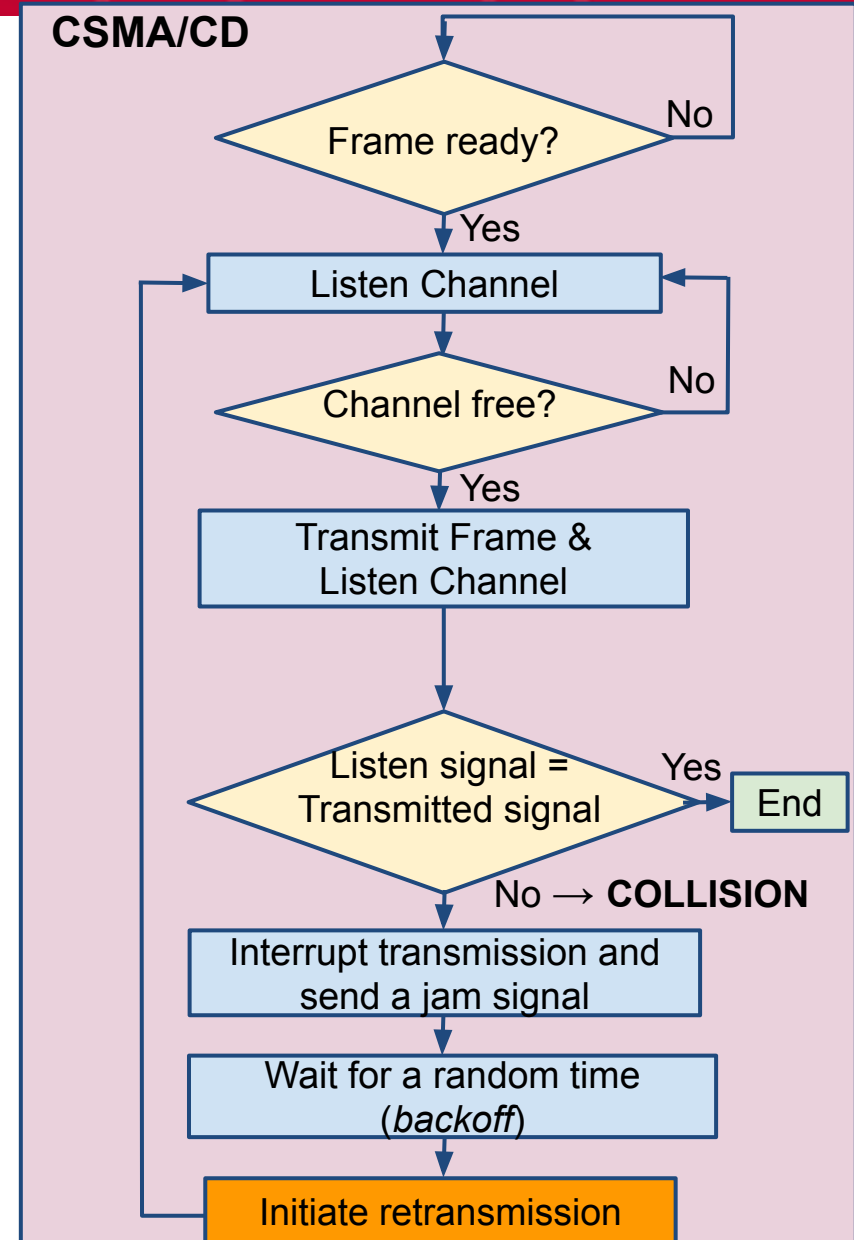 CSMA/CD
Frame ready?
No
Yes
Listen Channel
Channel free?
No
Yes
Transmit Frame &
Listen Channel
Listen signal =
Transmitted signal
Yes
End
No → COLLISION
Interrupt transmission and
send a jam signal
Wait for a random time
(backoff)
Initiate retransmission